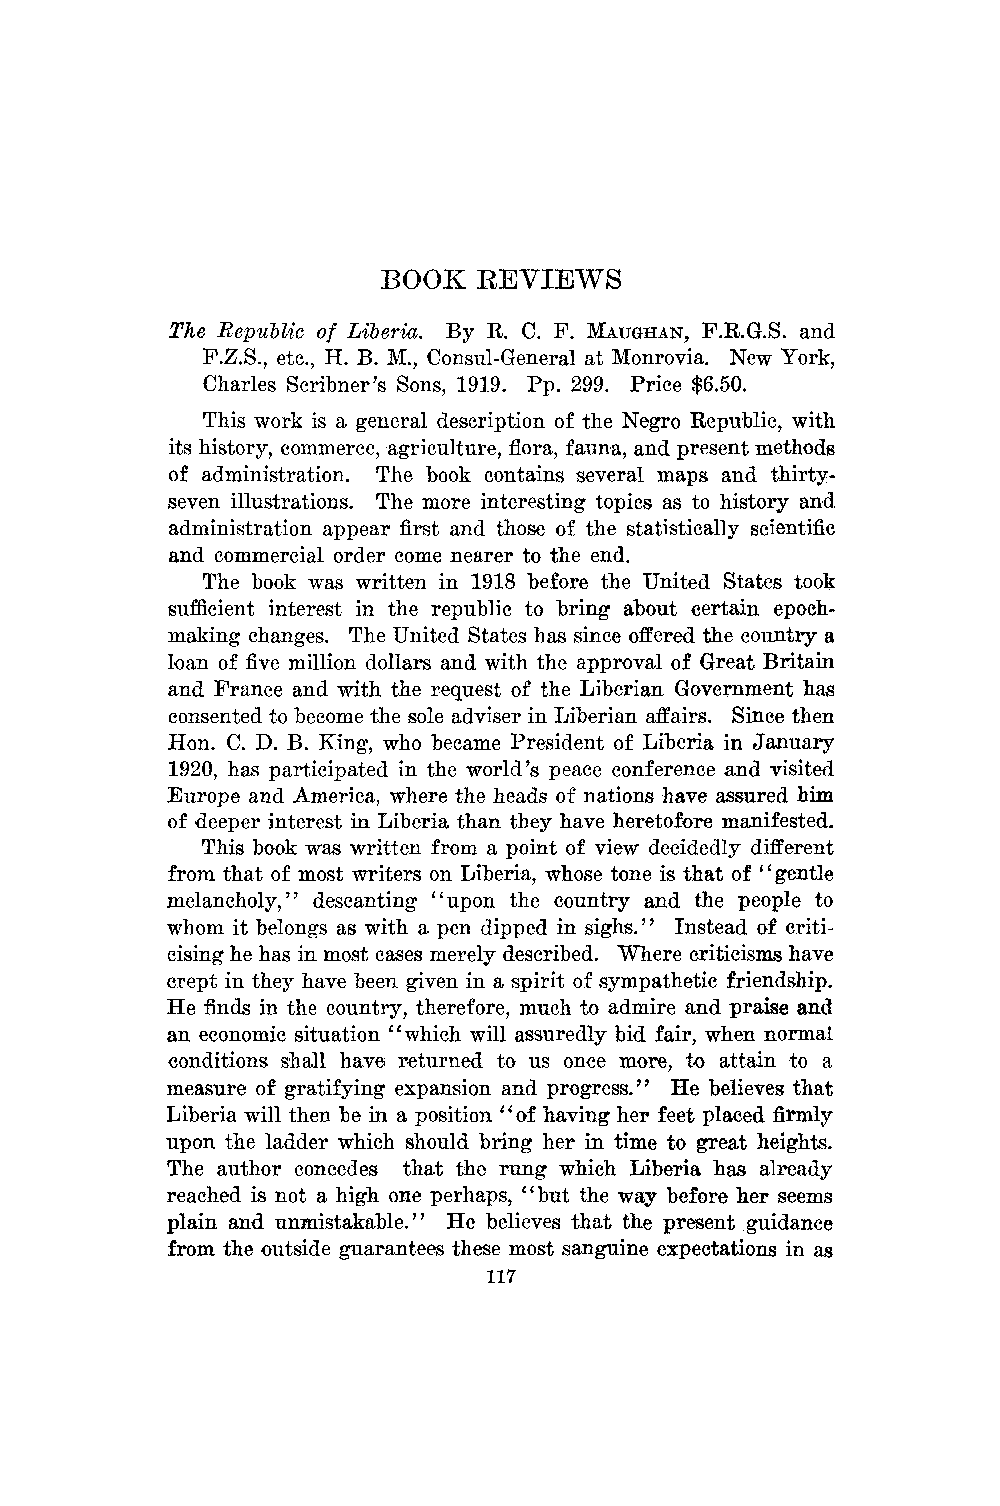 BOOK REVIEWS
The Republic of Liberia. By R. C. F. MAUGHAN, F.R.G.S. and
F.Z.S., etc., H. B. M., Consul-General at Monrovia. New York,
Charles Scribner's Sons, 1919. Pp. 299. Price $6.50.
This work is a general description of the Negro Republic, with
its history, commerce, agriculture, flora, fauna, and present methods
of administration. The book contains several maps and thirty-
seven illustrations. The more interesting topics as to history and
administration appear first and those of the statistically scientific
and commercial order come nearer to the end.
The book was written in 1918 before the United States took
sufficient interest in the republic to bring about certain epoch-
making changes. The United States has since offered the country a
loan of five million dollars and with the approval of Great Britain
and France and with the request of the Liberian Government has
consented to become the sole adviser in Liberian affairs. Since then
Hon. C. D. B. King, who became President of Liberia in January
1920, has participated in the world's peace conference and visited
Europe and America, where the heads of nations have assured him
of deeper interest in Liberia than they have heretofore manifested.
This book was written from a point of view decidedly different
from that of most writers on Liberia, whose tone is that of "gentle
melancholy," descanting "upon the country and the people to
whom it belongs as with a pen dipped in sighs." Instead of criti-
cising he has in most cases merely described. Where criticisms have
crept in they have been given in a spirit of sympathetic friendship.
He finds in the country, therefore, much to admire and praise and
an economic situation "which will assuredly bid fair, when normal
conditions shall have returned to us once more, to attain to a
measure of gratifying expansion and progress." He believes that
Liberia will then be in a position "of having her feet placed firmly
upon the ladder which should bring her in time to great heights.
The author concedes that the rung which Liberia has already
reached is not a high one perhaps, "but the way before her seems
plain and unmistakable." He believes that the present guidance
from the outside guarantees these most sanguine expectations in as
117